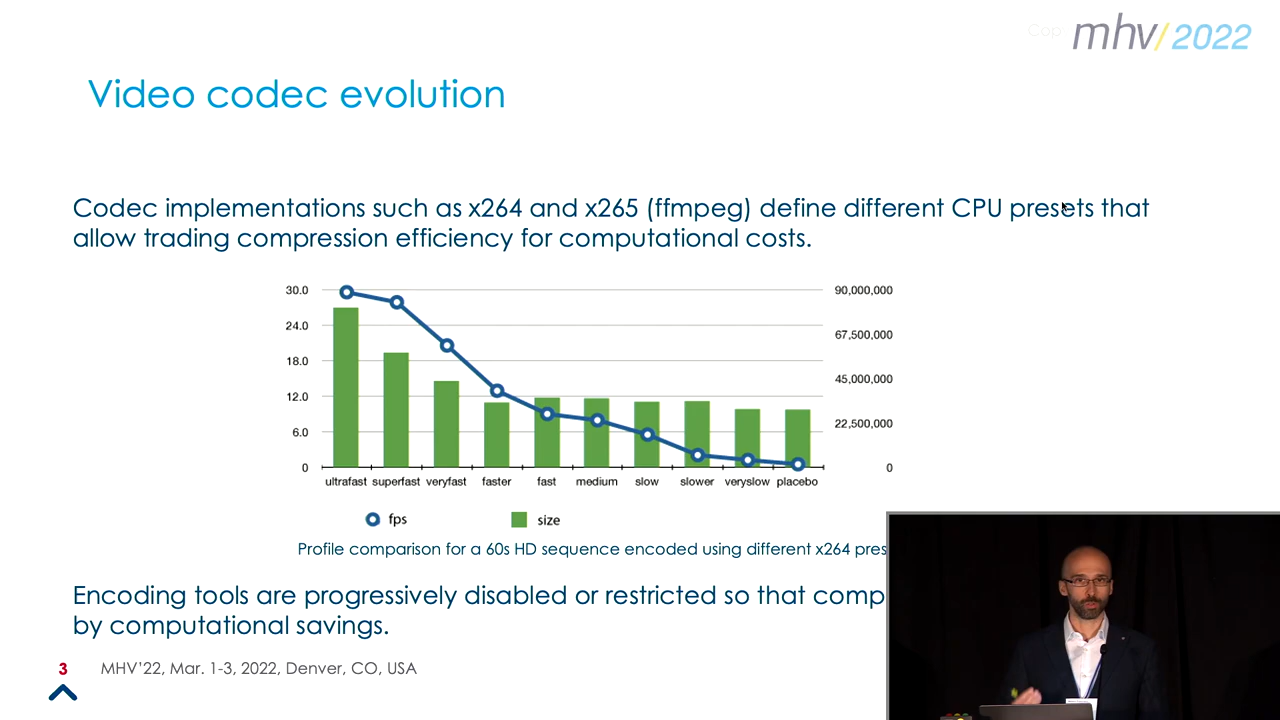 Cop
mhv/2022
Video codec evolution
Codec implementations such as x264 and x265 (ffmpeg) define different CPU presets that
allow trading compression efficiency for computational costs.
30.0 90,000,000
24.0 67,500,000
18.0 45,000,000
12.0 22,500,000
6.0
0 0
ultrafast superfast veryfast faster fast medium slow slower veryslow placebo
fps size
Profile comparison for a 60s HD sequence encoded using different x264 pres
Encoding tools are progressively disabled or restricted so that comp
by computational savings.
3 MHV'22, Mar. 1-3, 2022, Denver, CO, USA